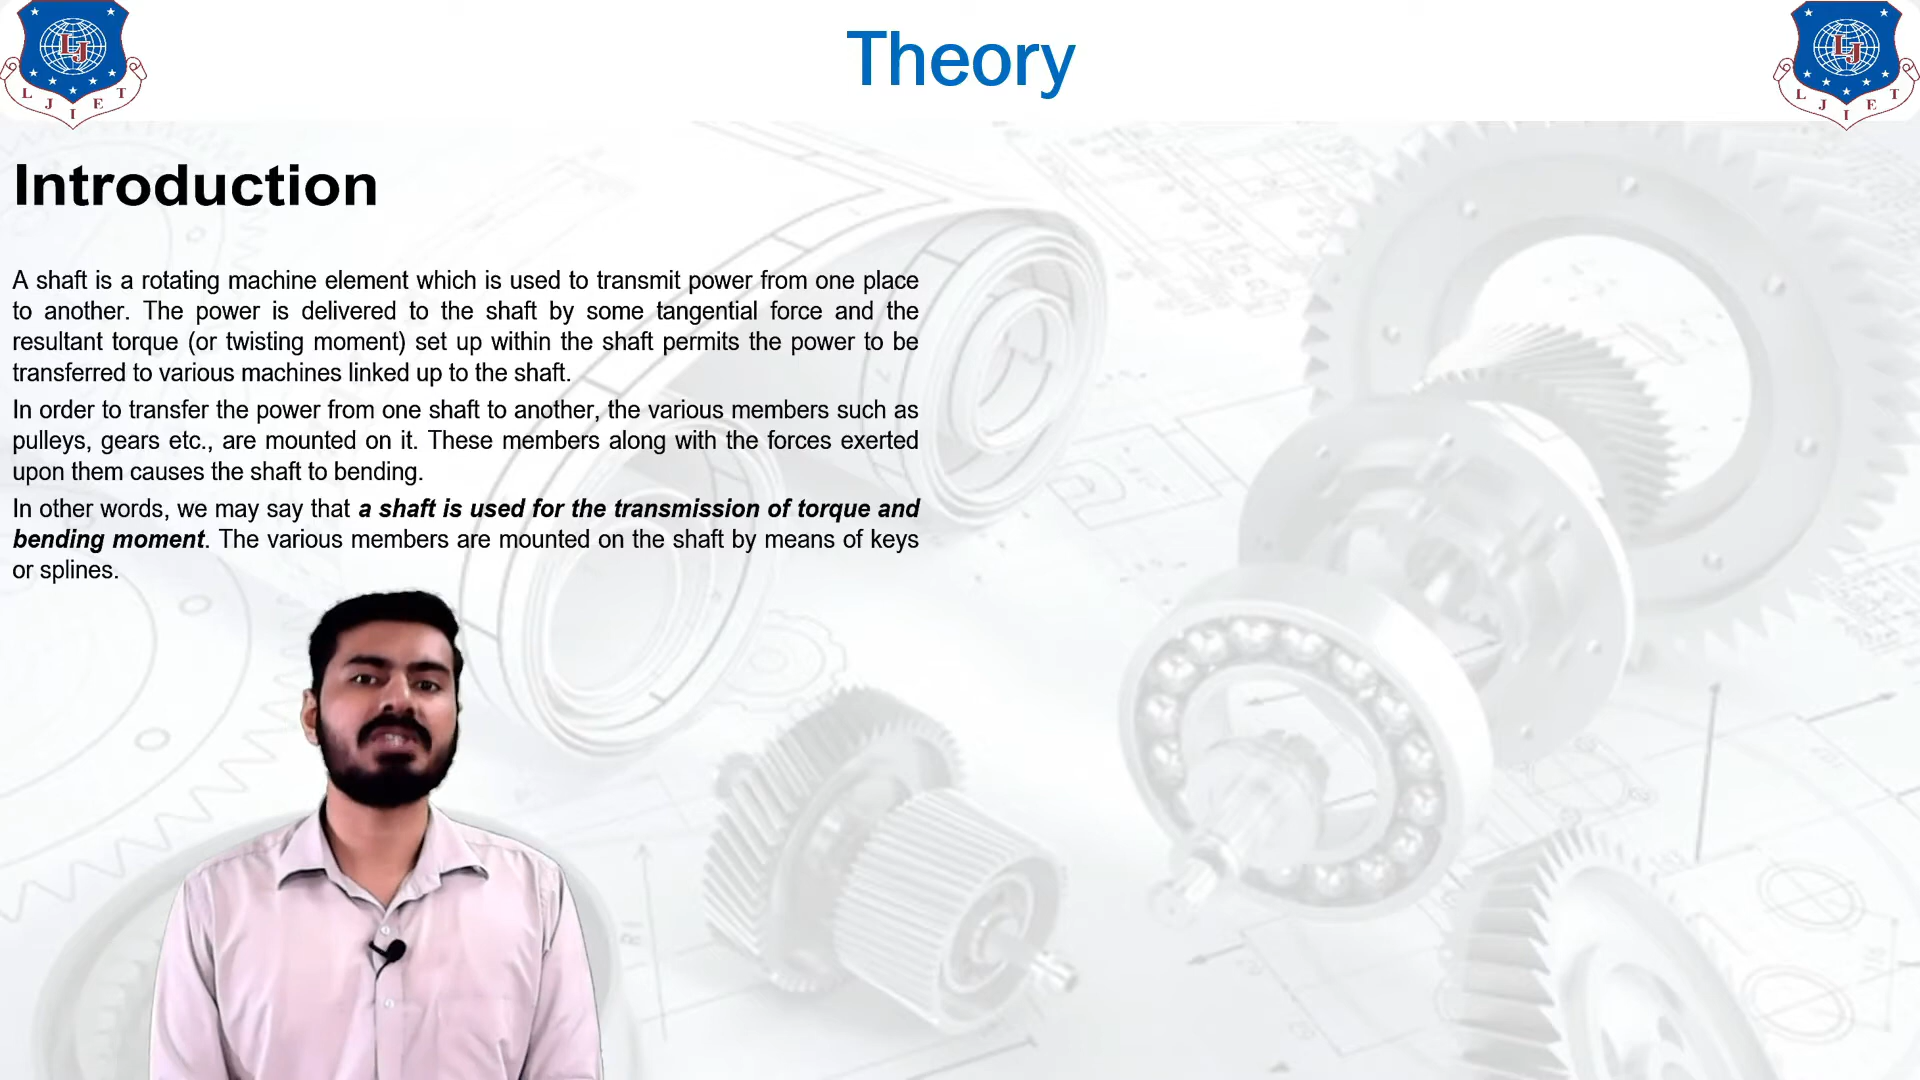 Theory
LJIET
LJIET
Introduction
A shaft is a rotating machine element which is used to transmit power from one place
to another. The power is delivered to the shaft by some tangential force and the
resultant torque (or twisting moment) set up within the shaft permits the power to be
transferred to various machines linked up to the shaft.
In order to transfer the power from one shaft to another, the various members such as
pulleys, gears etc., are mounted on it. These members along with the forces exerted
upon them causes the shaft to bending.
In other words, we may say that a shaft is used for the transmission of torque and
bending moment. The various members are mounted on the shaft by means of keys
or splines.